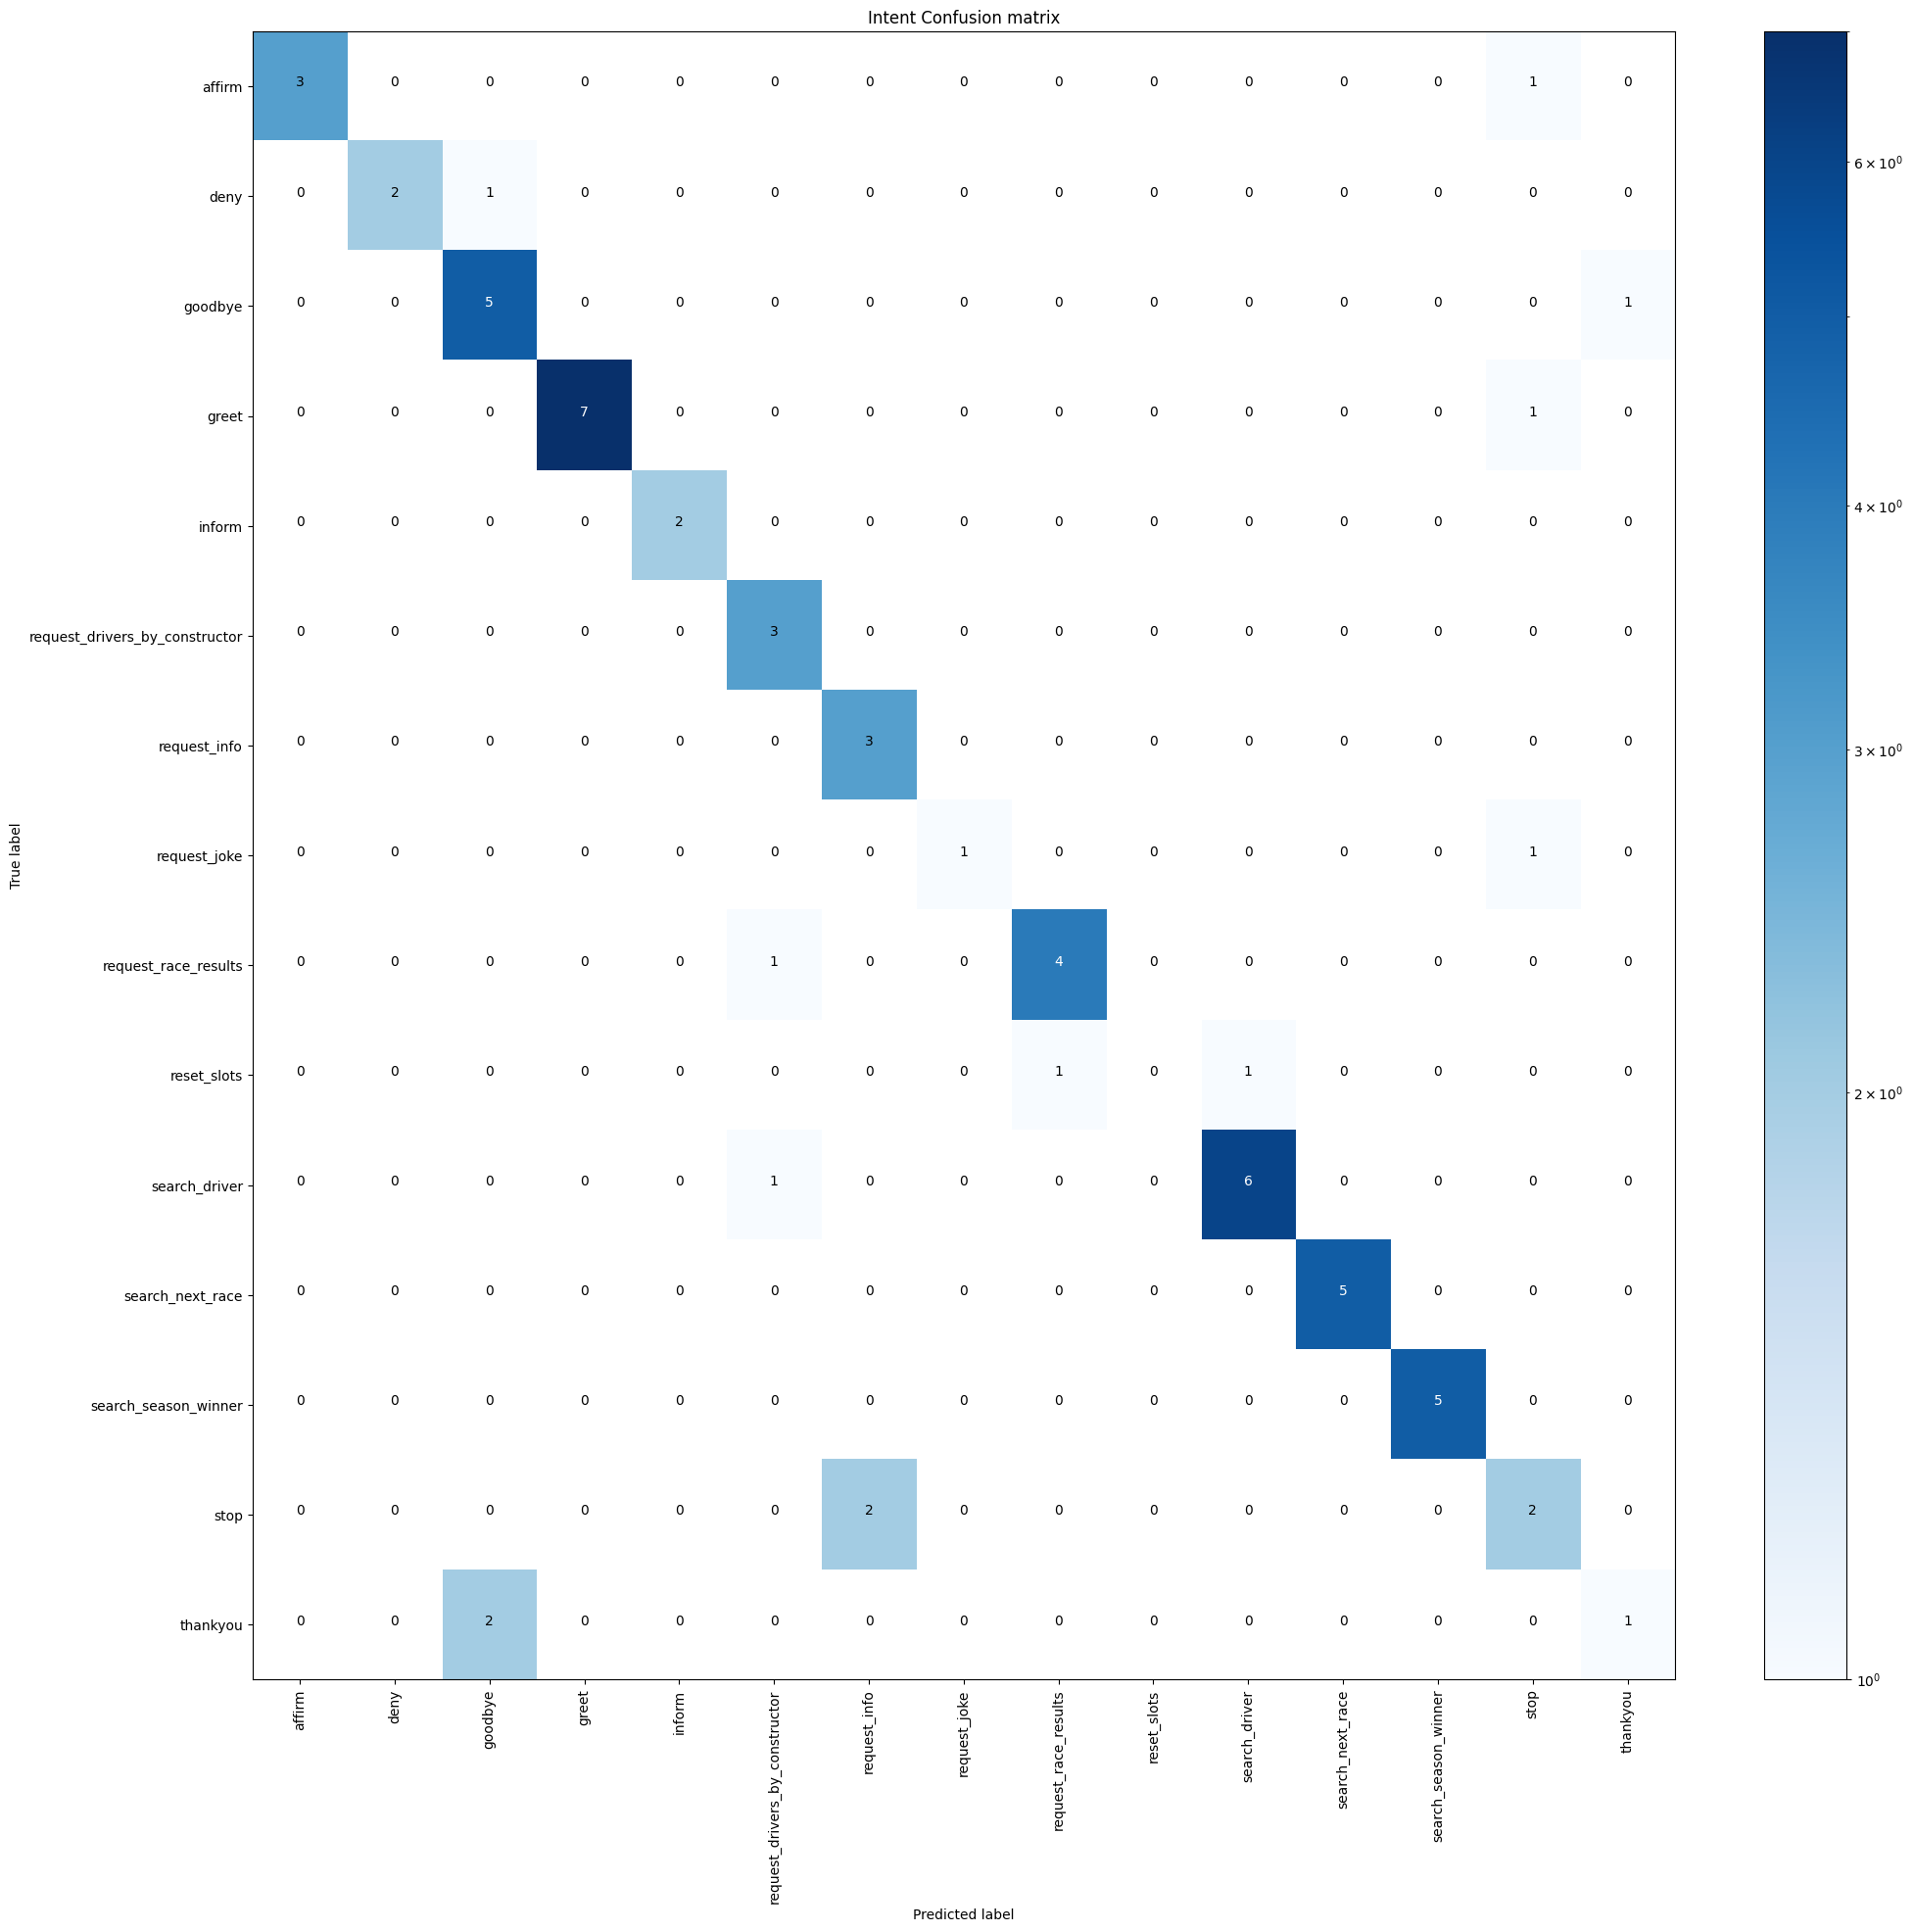 Intent Confusion matrix
affirm 3 0 0 0 0 0 0 0 0 0 0 0 0 1 0
deny 0 2 1 0 0 0 0 0 0 0 0 0 0 0 0
goodbye 0 0 5 0 0 0 0 0 0 0 0 0 0 0 1
greet 0 0 0 7 0 0 0 0 0 0 0 0 0 1 0
inform 0 0 0 0 2 0 0 0 0 0 0 0 0 0 0
request_drivers_by_constructor 0 0 0 0 0 3 0 0 0 0 0 0 0 0 0
request_info 0 0 0 0 0 0 3 0 0 0 0 0 0 0 0
request_joke 0 0 0 0 0 0 0 1 0 0 0 0 0 1 0
request_race_results 0 0 0 0 0 1 0 0 4 0 0 0 0 0 0
reset_slots 0 0 0 0 0 0 0 0 1 0 1 0 0 0 0
search_driver 0 0 0 0 0 1 0 0 0 0 6 0 0 0 0
search_next_race 0 0 0 0 0 0 0 0 0 0 0 5 0 0 0
search_season_winner 0 0 0 0 0 0 0 0 0 0 0 0 5 0 0
stop 0 0 0 0 0 0 2 0 0 0 0 0 0 2 0
thankyou 0 0 2 0 0 0 0 0 0 0 0 0 0 0 1
True label
affirm
deny
goodbye
greet
inform
request_drivers_by_constructor
request_info
request_joke
request_race_results
reset_slots
search_driver
search_next_race
search_season_winner
stop
thankyou
Predicted label
6 × 10⁰
4 × 10⁰
3 × 10⁰
2 × 10⁰
10⁰